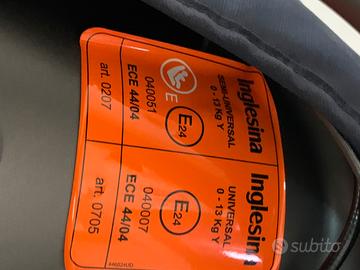 Inglesina
SEMI-UNIVERSAL
0 - 13 Kg Y
E
E24
040051
ECE 44/04
art. 0207
Inglesina
UNIVERSAL
0 - 13 Kg Y
E24
040007
ECE 44/04
art. 0705
subito